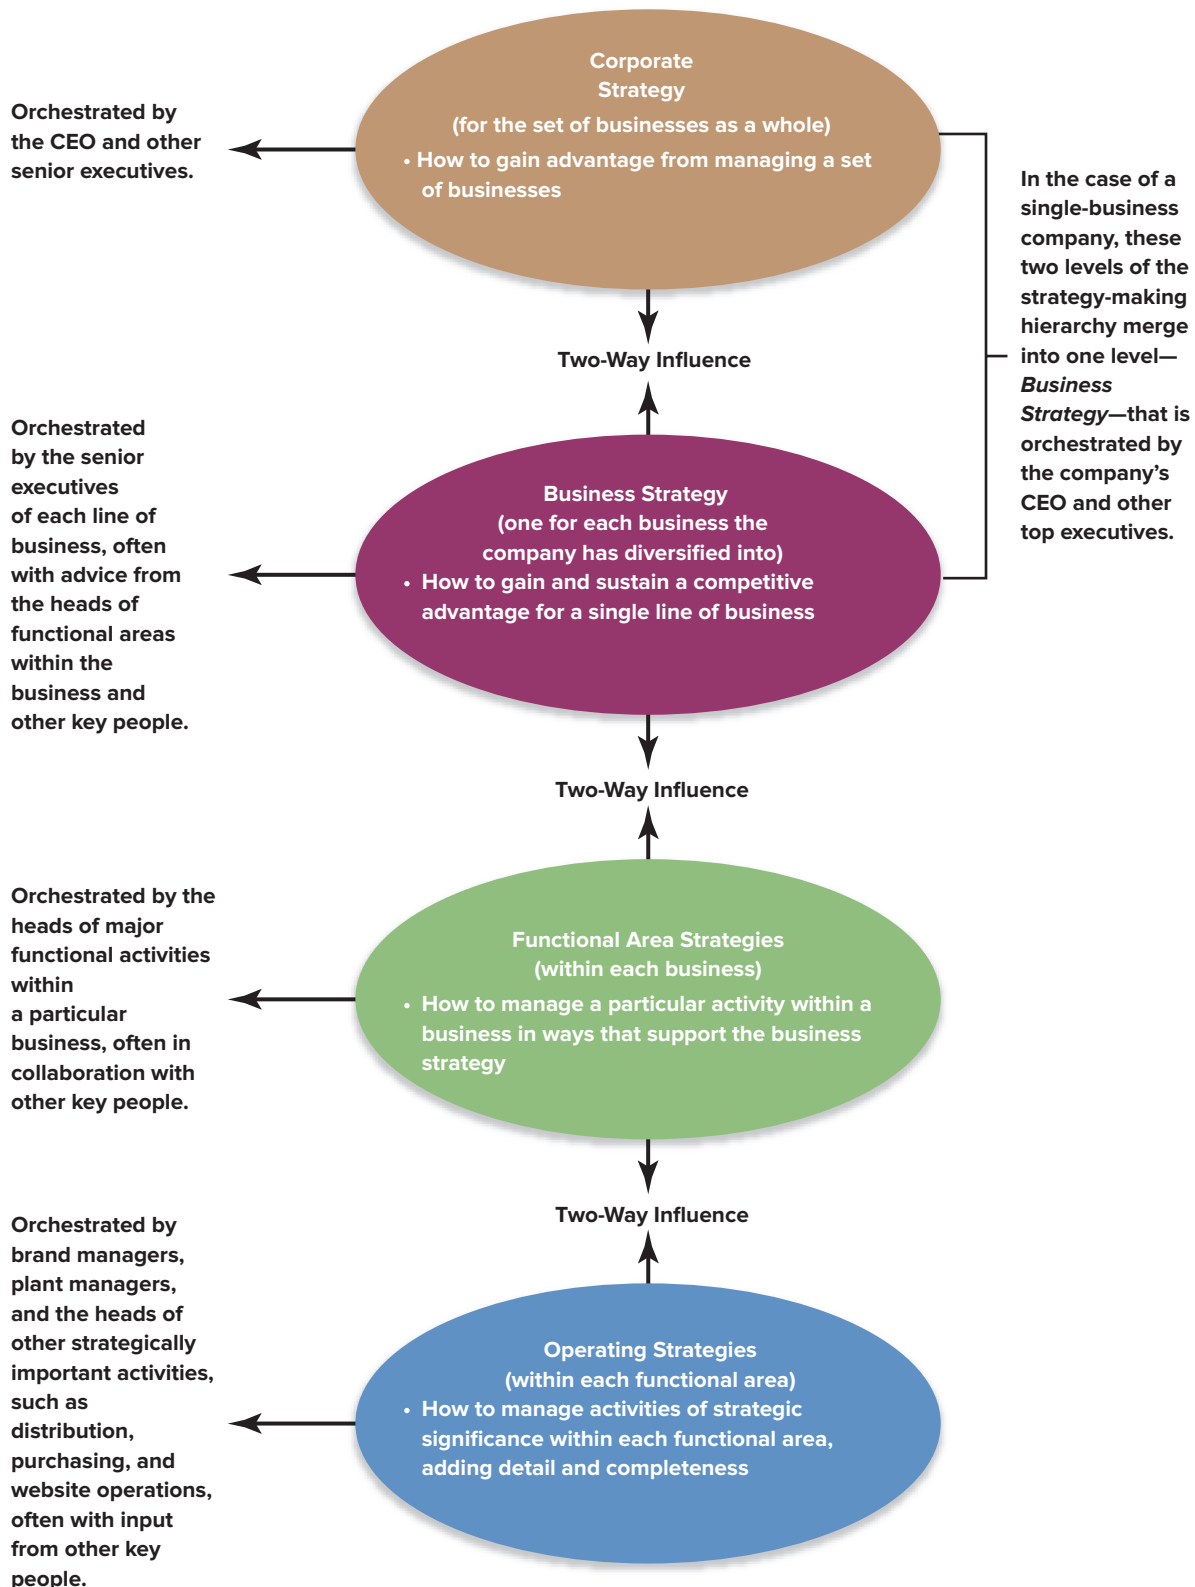 Corporate
Strategy
(for the set of businesses as a whole)
• How to gain advantage from managing a set
of businesses
Orchestrated by
the CEO and other
senior executives.
In the case of a
single-business
company, these
two levels of the
strategy-making
hierarchy merge
into one level—
Business
Strategy—that is
orchestrated by
the company’s
CEO and other
top executives.
Two-Way Influence
Orchestrated
by the senior
executives
of each line of
business, often
with advice from
the heads of
functional areas
within the
business and
other key people.
Business Strategy
(one for each business the
company has diversified into)
• How to gain and sustain a competitive
advantage for a single line of business
Two-Way Influence
Orchestrated by the
heads of major
functional activities
within
a particular
business, often in
collaboration with
other key people.
Functional Area Strategies
(within each business)
• How to manage a particular activity within a
business in ways that support the business
strategy
Two-Way Influence
Orchestrated by
brand managers,
plant managers,
and the heads of
other strategically
important activities,
such as
distribution,
purchasing, and
website operations,
often with input
from other key
people.
Operating Strategies
(within each functional area)
• How to manage activities of strategic
significance within each functional area,
adding detail and completeness